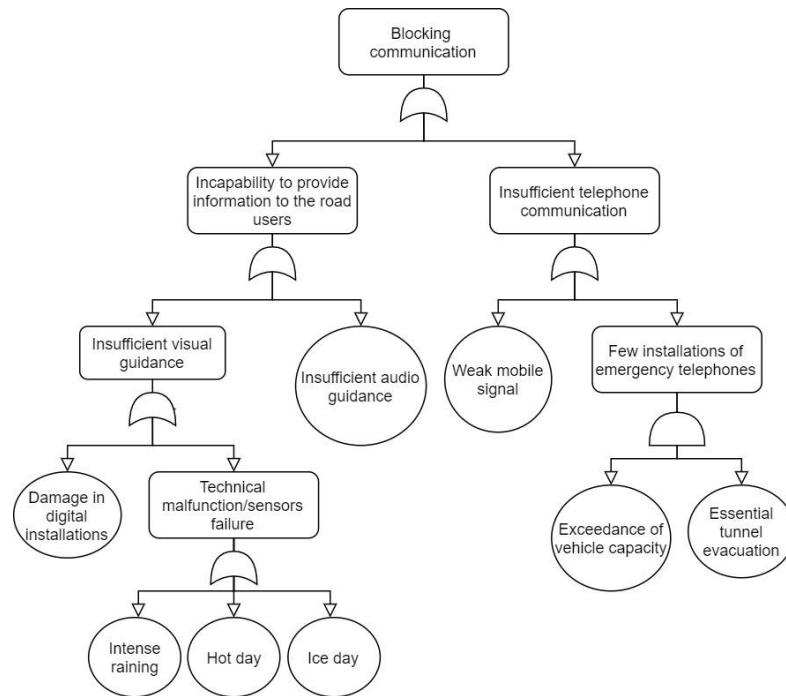 Blocking
communication
Incapability to provide
information to the road
users
Insufficient telephone
communication
Insufficient visual
guidance
Insufficient audio
guidance
Weak mobile
signal
Few installations of
emergency telephones
Damage in
digital
installations
Technical
malfunction/sensors
failure
Exceedance of
vehicle capacity
Essential
tunnel
evacuation
Intense
raining
Hot day
Ice day